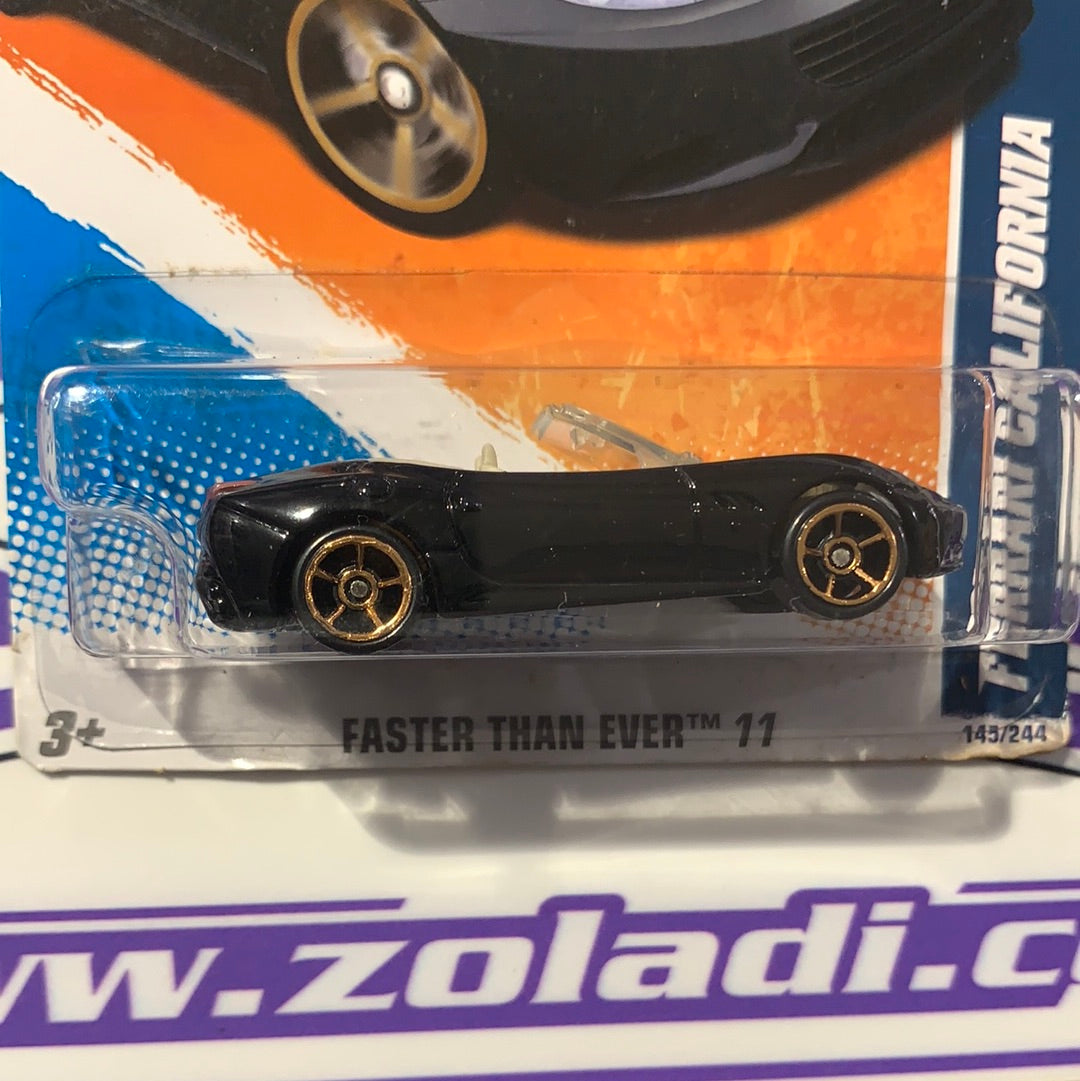 FERRARI CALIFORNIA
3+
FASTER THAN EVER™ 11
145/244
www.zoladi.c